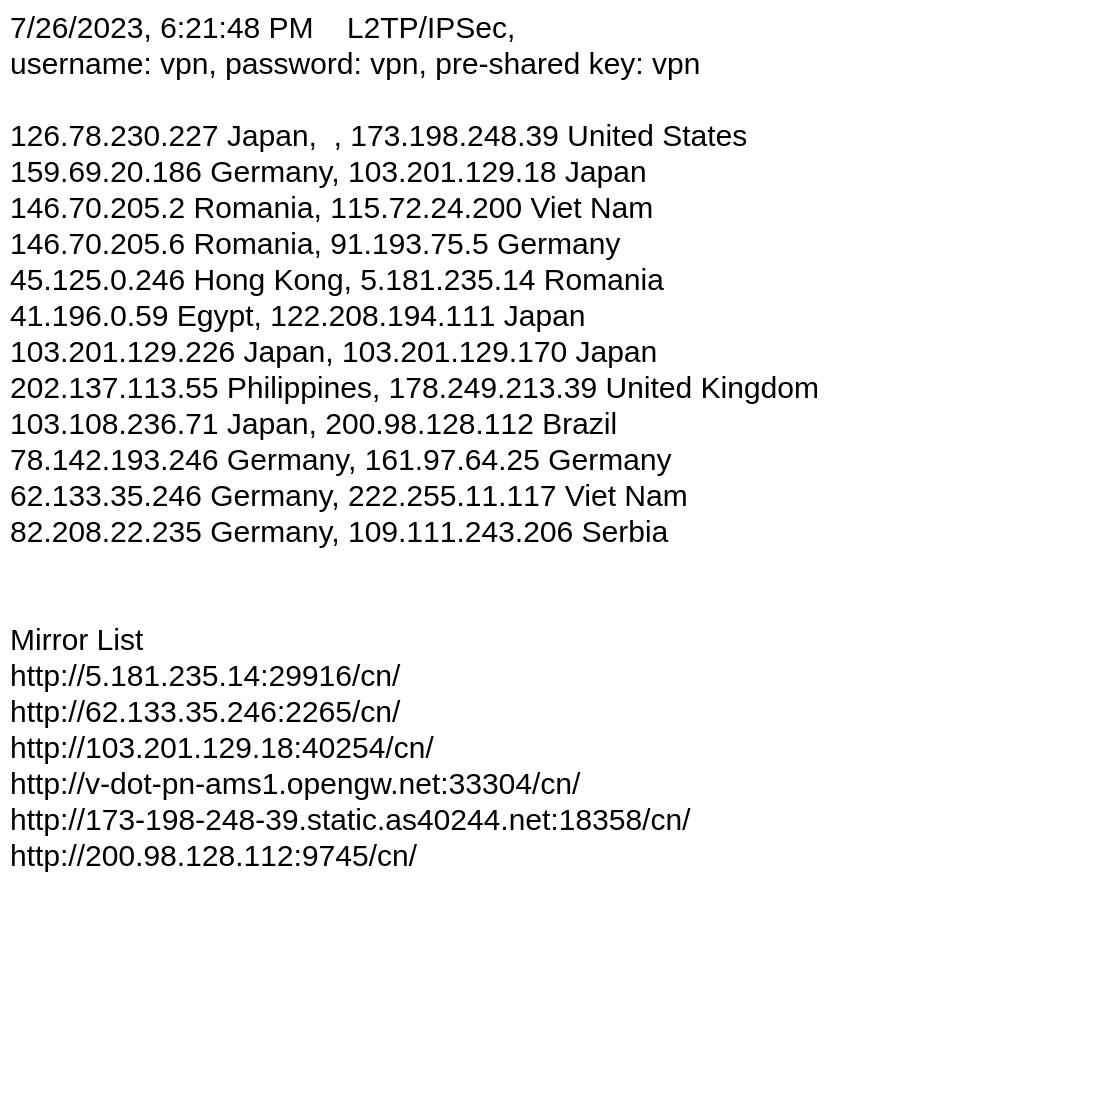 7/26/2023, 6:21:48 PM    L2TP/IPSec,
username: vpn, password: vpn, pre-shared key: vpn
126.78.230.227 Japan,  , 173.198.248.39 United States
159.69.20.186 Germany, 103.201.129.18 Japan
146.70.205.2 Romania, 115.72.24.200 Viet Nam
146.70.205.6 Romania, 91.193.75.5 Germany
45.125.0.246 Hong Kong, 5.181.235.14 Romania
41.196.0.59 Egypt, 122.208.194.111 Japan
103.201.129.226 Japan, 103.201.129.170 Japan
202.137.113.55 Philippines, 178.249.213.39 United Kingdom
103.108.236.71 Japan, 200.98.128.112 Brazil
78.142.193.246 Germany, 161.97.64.25 Germany
62.133.35.246 Germany, 222.255.11.117 Viet Nam
82.208.22.235 Germany, 109.111.243.206 Serbia
Mirror List
http://5.181.235.14:29916/cn/
http://62.133.35.246:2265/cn/
http://103.201.129.18:40254/cn/
http://v-dot-pn-ams1.opengw.net:33304/cn/
http://173-198-248-39.static.as40244.net:18358/cn/
http://200.98.128.112:9745/cn/